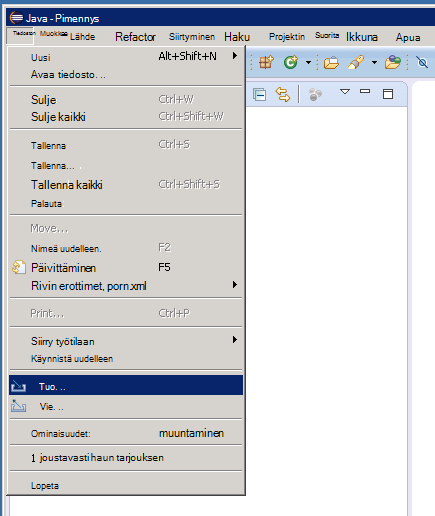 Java - Pimennys
Tiedoston Muokkaa Lähde Refactor Siirtyminen Haku Projektin Suorita Ikkuna Apua
Uusi Alt+Shift+N
Avaa tiedosto. . .
Sulje Ctrl+W
Sulje kaikki Ctrl+Shift+W
Tallenna Ctrl+S
Tallenna. . .
Tallenna kaikki Ctrl+Shift+S
Palauta
Move...
Nimeä uudelleen. F2
Päivittäminen F5
Rivin erottimet, porn.xml
Print... Ctrl+P
Siirry työtilaan
Käynnistä uudelleen
Tuo. . .
Vie. . .
Ominaisuudet: muuntaminen
1 joustavasti haun tarjouksen
Lopeta